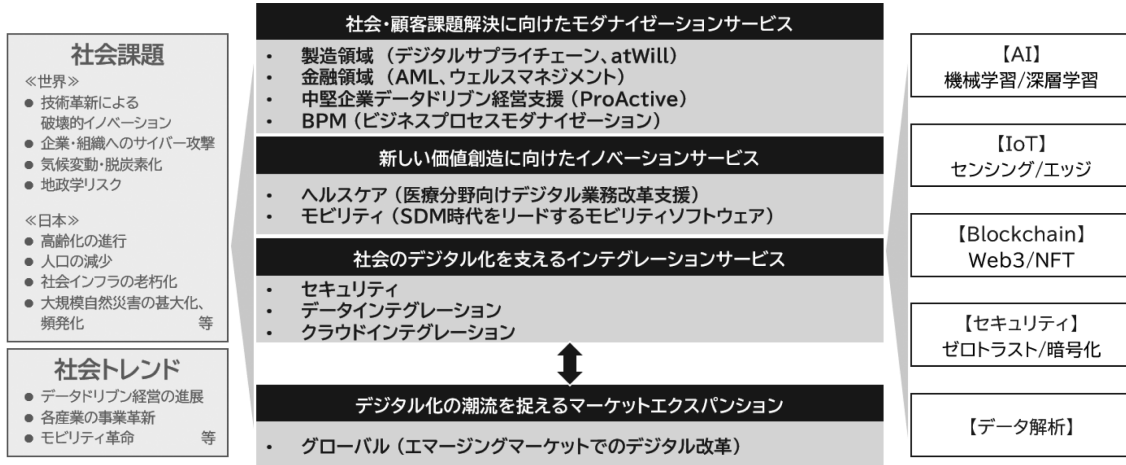 社会課題
≪世界≫
● 技術革新による
破壊的イノベーション
● 企業・組織へのサイバー攻撃
● 気候変動・脱炭素化
● 地政学リスク
≪日本≫
● 高齢化の進行
● 人口の減少
● 社会インフラの老朽化
● 大規模自然災害の甚大化、
頻発化 等
社会トレンド
● データドリブン経営の進展
● 各産業の事業革新
● モビリティ革命 等
社会・顧客課題解決に向けたモダナイゼーションサービス
・ 製造領域（デジタルサプライチェーン、atWill）
・ 金融領域（AML、ウェルスマネジメント）
・ 中堅企業データドリブン経営支援（ProActive）
・ BPM（ビジネスプロセスモダナイゼーション）
新しい価値創造に向けたイノベーションサービス
・ ヘルスケア（医療分野向けデジタル業務改革支援）
・ モビリティ（SDM時代をリードするモビリティソフトウェア）
社会のデジタル化を支えるインテグレーションサービス
・ セキュリティ
・ データインテグレーション
・ クラウドインテグレーション
デジタル化の潮流を捉えるマーケットエクスパンション
・ グローバル（エマージングマーケットでのデジタル改革）
【AI】
機械学習/深層学習
【IoT】
センシング/エッジ
【Blockchain】
Web3/NFT
【セキュリティ】
ゼロトラスト/暗号化
【データ解析】